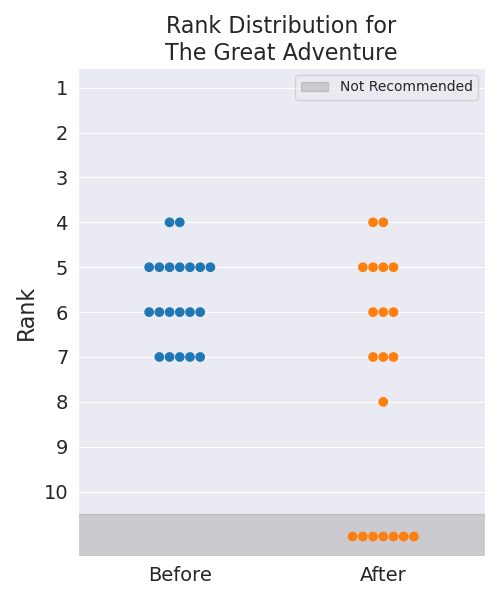 Rank Distribution for
The Great Adventure
Not Recommended
1
2
3
4
5
6
7
8
9
10
Rank
Before
After